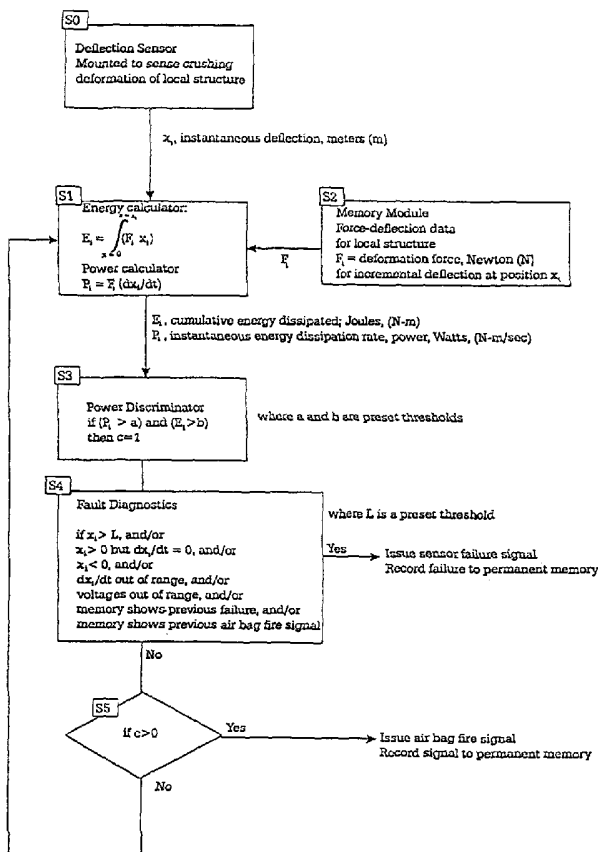 S0
Deflection Sensor
Mounted to sense crushing
deformation of local structure
xᵢ, instantaneous deflection, meters (m)
S1
Energy calculator:
x = xᵢ
Eᵢ = ∫(Fᵢ xᵢ)
x = 0
Power calculator
Pᵢ = Fᵢ (dxᵢ/dt)
S2
Memory Module
Force-deflection data
for local structure
Fᵢ = deformation force, Newton (N)
for incremental deflection at position xᵢ
Fᵢ
Eᵢ, cumulative energy dissipated; Joules, (N-m)
Pᵢ, instantaneous energy dissipation rate, power, Watts, (N-m/sec)
S3
Power Discriminator
if (Pᵢ > a) and (Eᵢ>b)
then c=1
where a and b are preset thresholds
S4
Fault Diagnostics
where L is a preset threshold
if xᵢ> L, and/or
xᵢ> 0 but dxᵢ/dt = 0, and/or
xᵢ< 0, and/or
dxᵢ/dt out of range, and/or
voltages out of range, and/or
memory shows previous failure, and/or
memory shows previous air bag fire signal
Yes
Issue sensor failure signal
Record failure to permanent memory
No
S5
if c>0
Yes
Issue air bag fire signal
Record signal to permanent memory
No